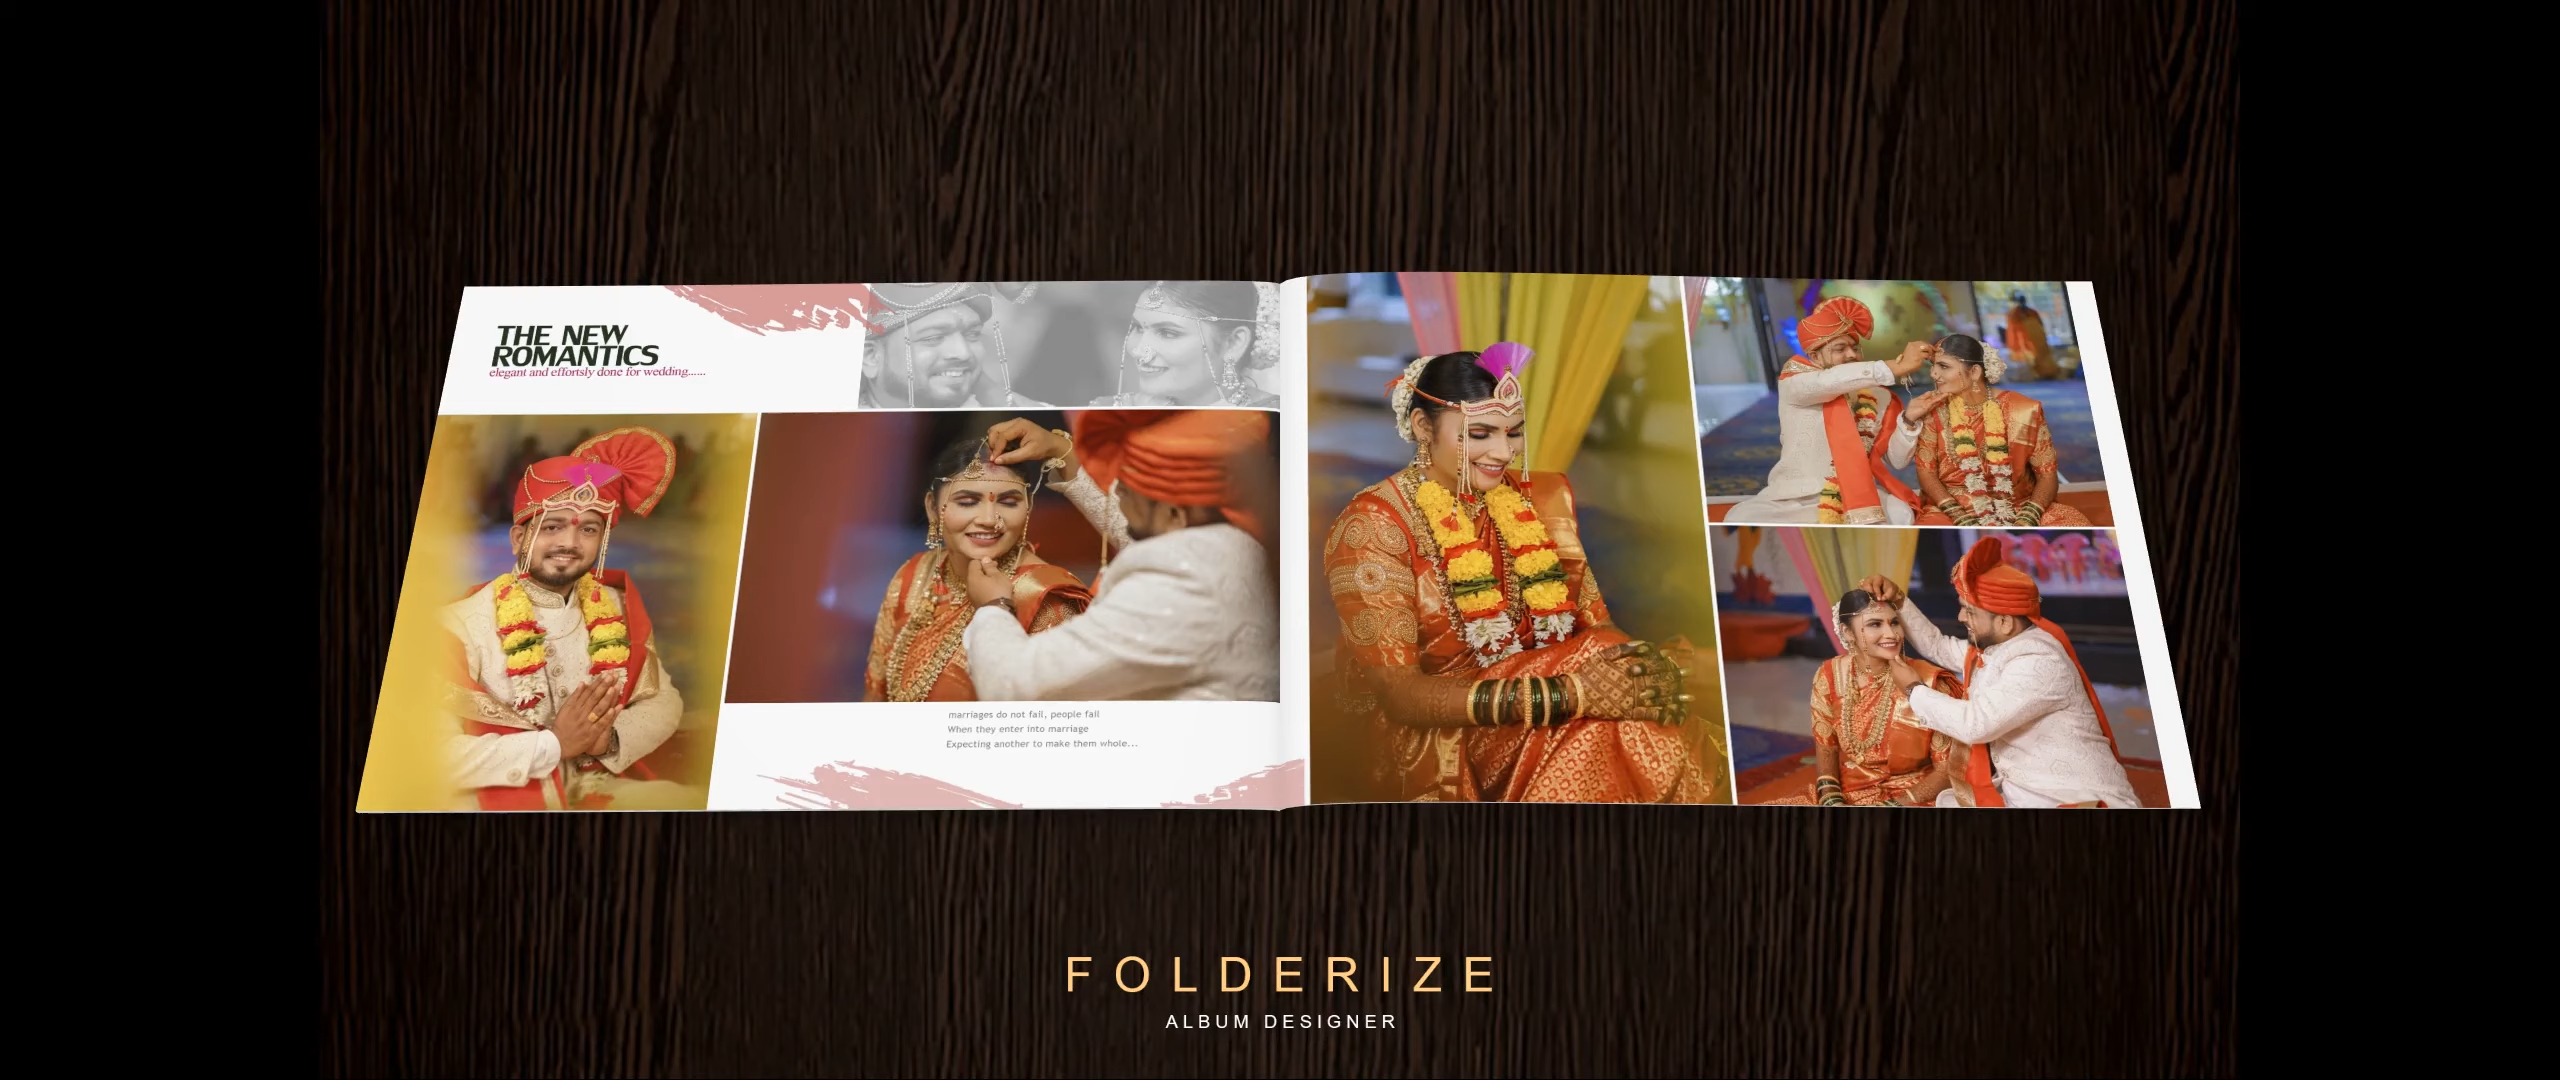 THE NEW
ROMANTICS
elegant and effortsly done for wedding......
marriages do not fail, people fail
When they enter into marriage
Expecting another to make them whole...
FOLDERIZE
ALBUM DESIGNER